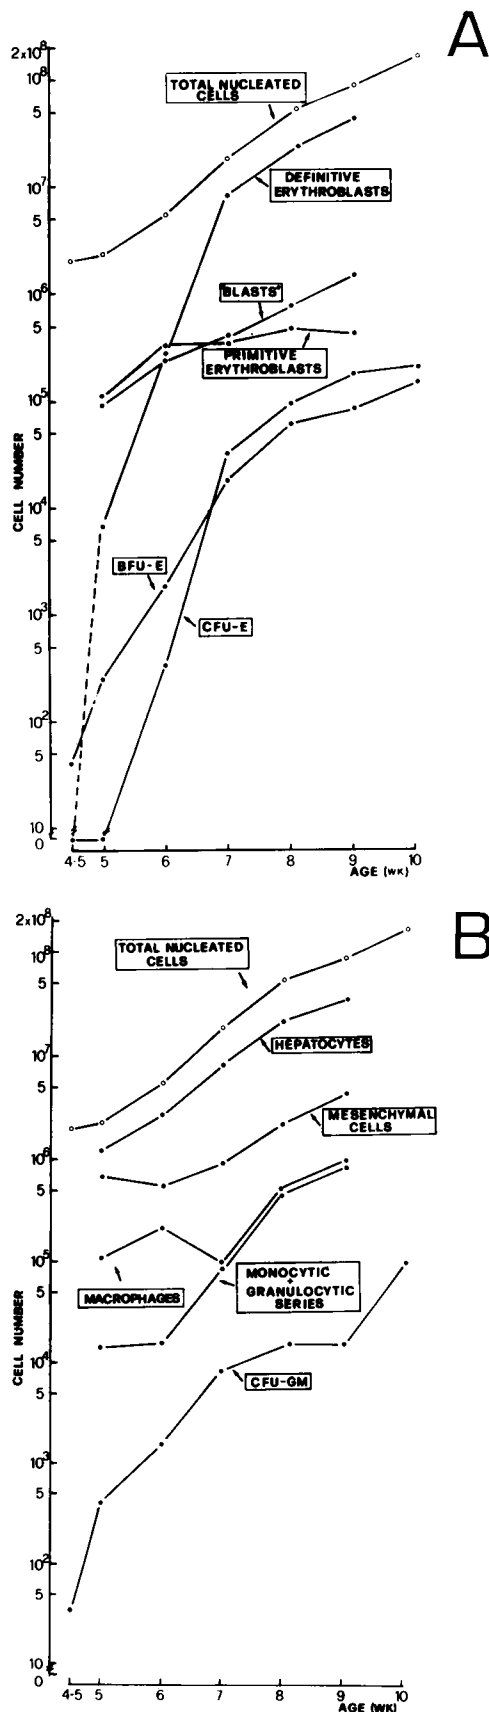 A
2x10⁸
10⁸
5
TOTAL NUCLEATED
CELLS
10⁷
DEFINITIVE
ERYTHROBLASTS
5
10⁶
"BLASTS"
5
PRIMITIVE
ERYTHROBLASTS
10⁵
5
CELL NUMBER
10⁴
5
BFU-E
10³
CFU-E
5
10²
5
10
0
4·5 5 6 7 8 9 10
AGE (WK)
B
2x10⁸
10⁸
TOTAL NUCLEATED
CELLS
5
10⁷
HEPATOCYTES
5
MESENCHYMAL
CELLS
10⁶
5
10⁵
MACROPHAGES
MONOCYTIC
+
GRANULOCYTIC
SERIES
5
CELL NUMBER
10⁴
5
CFU-GM
10³
5
10²
5
10
0
4-5 5 6 7 8 9 10
AGE (WK)